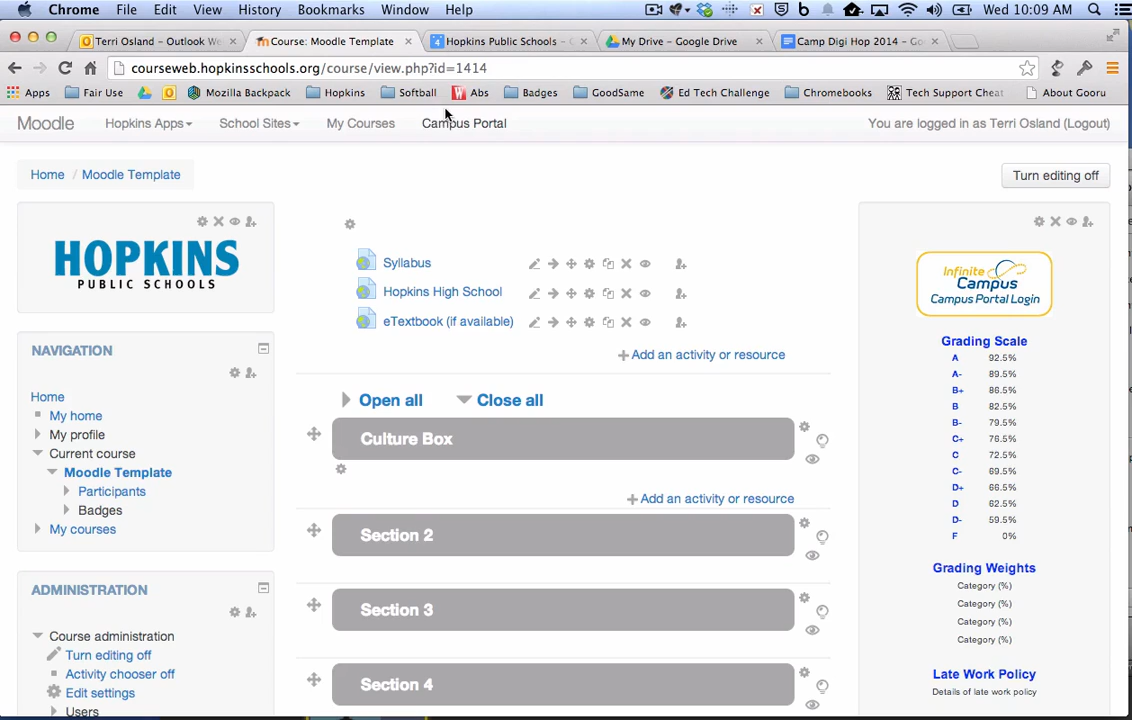 Chrome File Edit View History Bookmarks Window Help Wed 10:09 AM
Terri Osland – Outlook We Course: Moodle Template Hopkins Public Schools – C My Drive – Google Drive Camp Digi Hop 2014 – Go
courseweb.hopkinsschools.org/course/view.php?id=1414
Apps Fair Use Mozilla Backpack Hopkins Softball Abs Badges GoodSame Ed Tech Challenge Chromebooks Tech Support Cheat About Gooru
Moodle Hopkins Apps School Sites My Courses Campus Portal You are logged in as Terri Osland (Logout)
Home / Moodle Template Turn editing off
HOPKINS
PUBLIC SCHOOLS
NAVIGATION
Home
My home
My profile
Current course
Moodle Template
Participants
Badges
My courses
ADMINISTRATION
Course administration
Turn editing off
Activity chooser off
Edit settings
Users
Syllabus
Hopkins High School
eTextbook (if available)
Add an activity or resource
Open all Close all
Culture Box
Add an activity or resource
Section 2
Section 3
Section 4
Infinite
Campus
Campus Portal Login
Grading Scale
A 92.5%
A- 89.5%
B+ 86.5%
B 82.5%
B- 79.5%
C+ 76.5%
C 72.5%
C- 69.5%
D+ 66.5%
D 62.5%
D- 59.5%
F 0%
Grading Weights
Category (%)
Category (%)
Category (%)
Category (%)
Late Work Policy
Details of late work policy